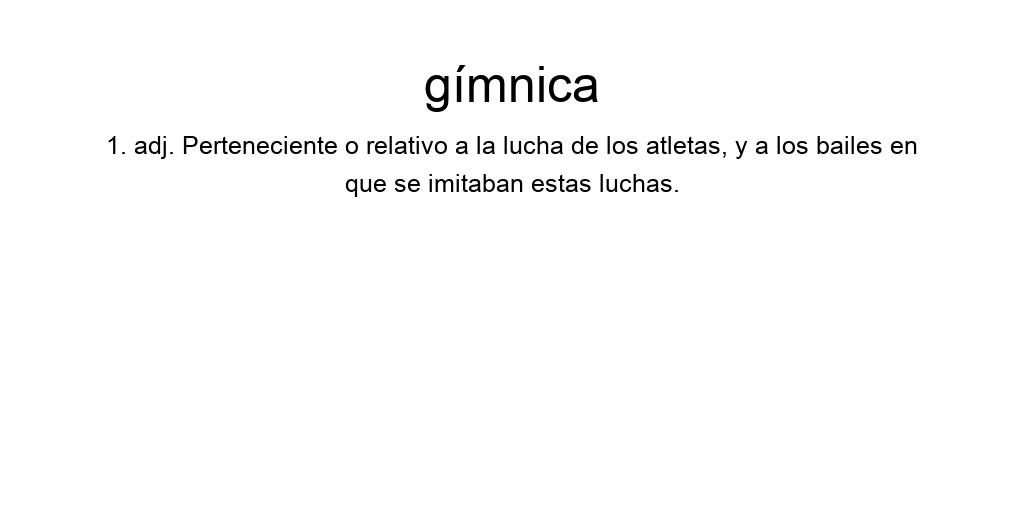 gímnica
1. adj. Perteneciente o relativo a la lucha de los atletas, y a los bailes en
que se imitaban estas luchas.